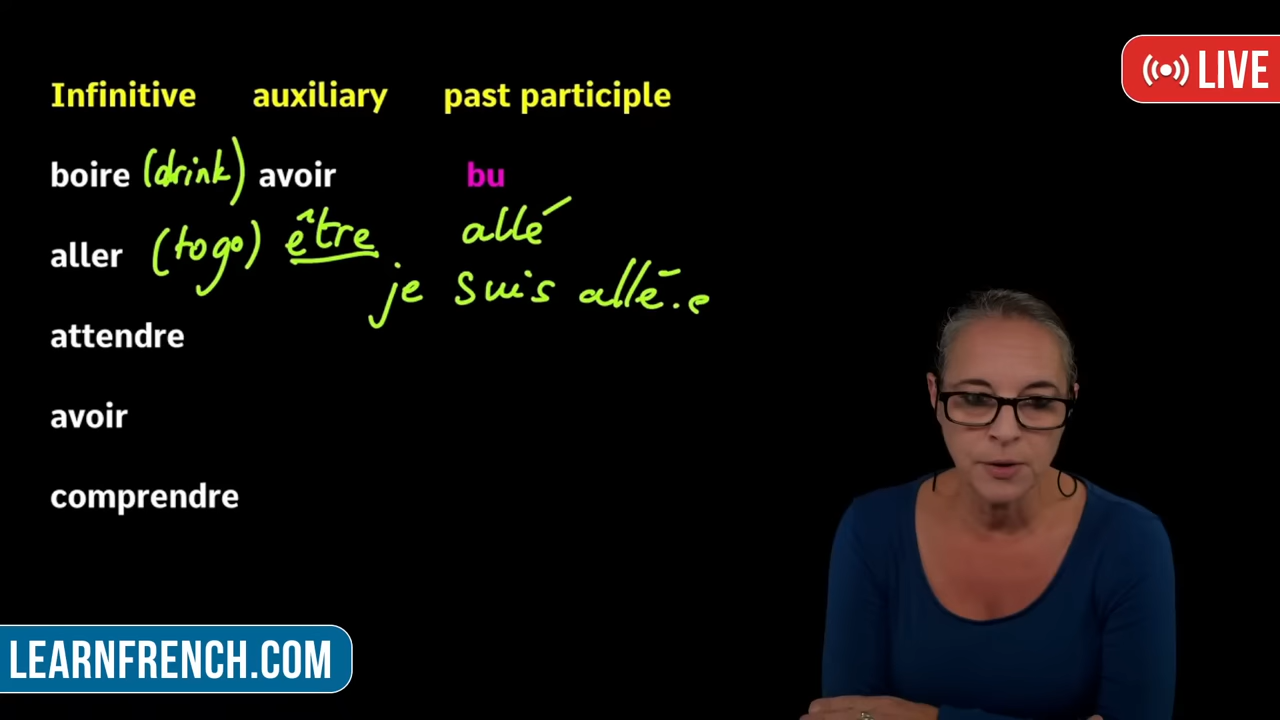 LIVE
Infinitive auxiliary past participle
boire (drink) avoir bu
aller (to go) être allé
je suis allé.e
attendre
avoir
comprendre
LEARNFRENCH.COM